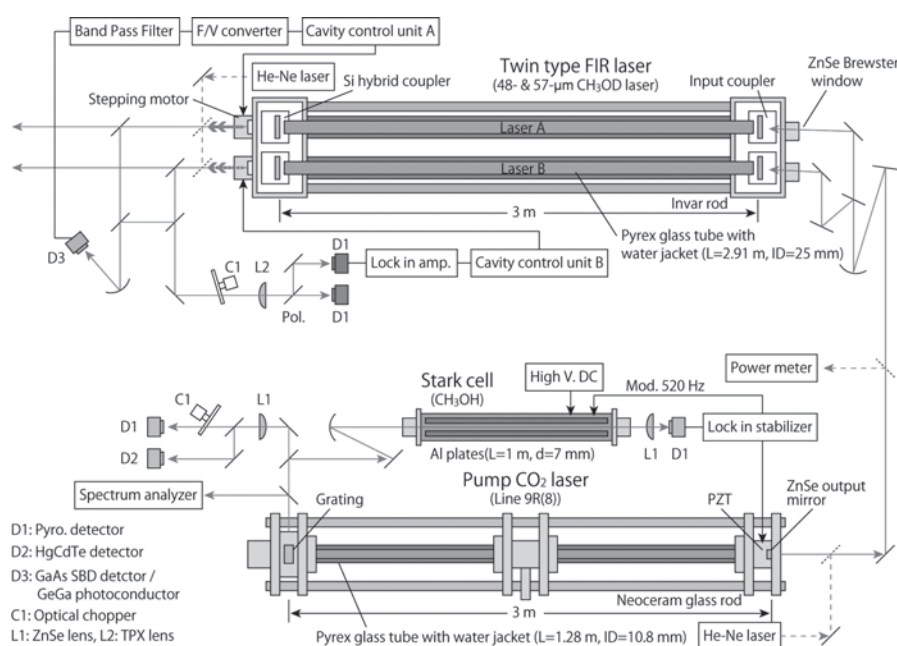 Band Pass Filter
F/V converter
Cavity control unit A
He-Ne laser
Si hybrid coupler
Twin type FIR laser
(48- & 57-μm CH₃OD laser)
Input coupler
ZnSe Brewster
window
Stepping motor
Laser A
Laser B
3 m
Invar rod
Pyrex glass tube with
water jacket (L=2.91 m, ID=25 mm)
D3
D1
C1
L2
Lock in amp.
Cavity control unit B
Pol.
D1
Power meter
High V. DC
Mod. 520 Hz
Stark cell
(CH₃OH)
C1
L1
D1
D2
Al plates(L=1 m, d=7 mm)
L1
D1
Lock in stabilizer
Spectrum analyzer
Pump CO₂ laser
(Line 9R(8))
Grating
PZT
ZnSe output
mirror
D1: Pyro. detector
D2: HgCdTe detector
D3: GaAs SBD detctor /
GeGa photoconductor
C1: Optical chopper
L1: ZnSe lens, L2: TPX lens
3 m
Neoceram glass rod
Pyrex glass tube with water jacket (L=1.28 m, ID=10.8 mm)
He-Ne laser